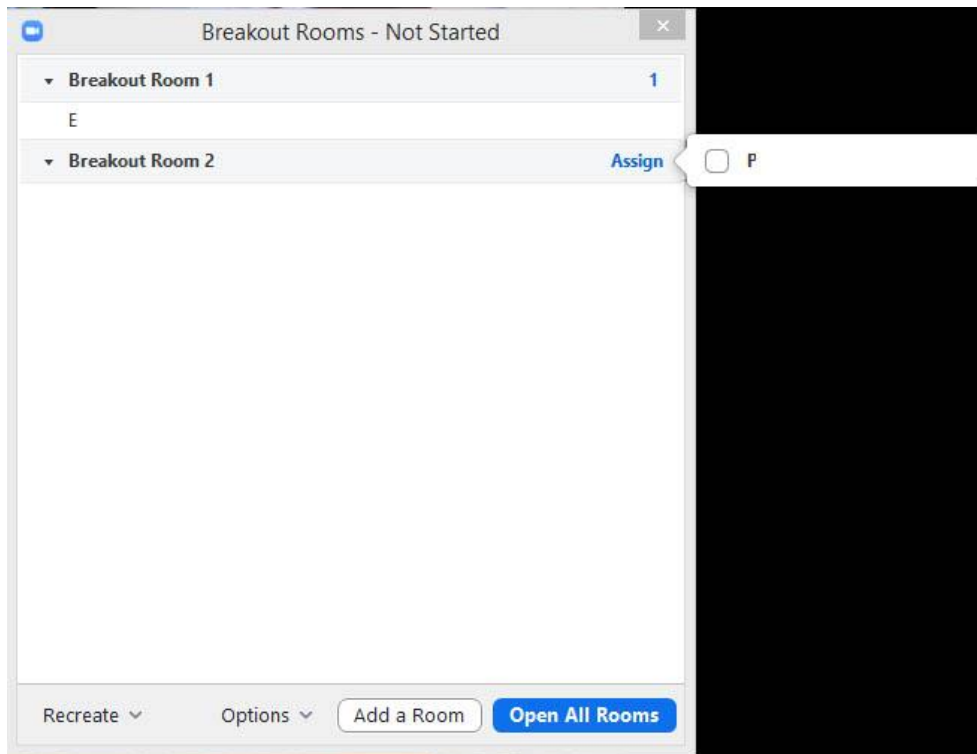 Breakout Rooms - Not Started
Breakout Room 1 1
E
Breakout Room 2 Assign
P
Recreate Options Add a Room Open All Rooms